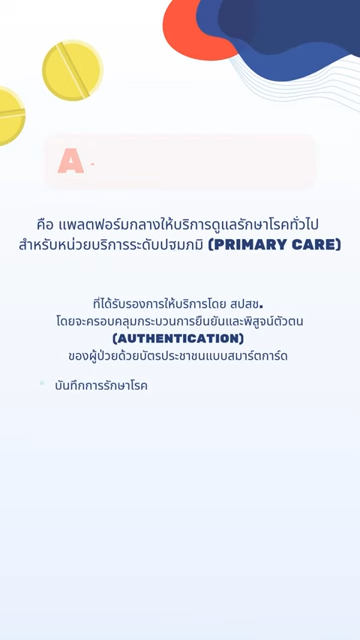 A -
คือ แพลตฟอร์มกลางให้บริการดูแลรักษาโรคทั่วไป
สำหรับหน่วยบริการระดับปฐมภูมิ (PRIMARY CARE)
ที่ได้รับรองการให้บริการโดย สปสช.
โดยจะครอบคลุมกระบวนการยืนยันและพิสูจน์ตัวตน
(AUTHENTICATION)
ของผู้ป่วยด้วยบัตรประชาชนแบบสมาร์ตการ์ด
บันทึกการรักษาโรค